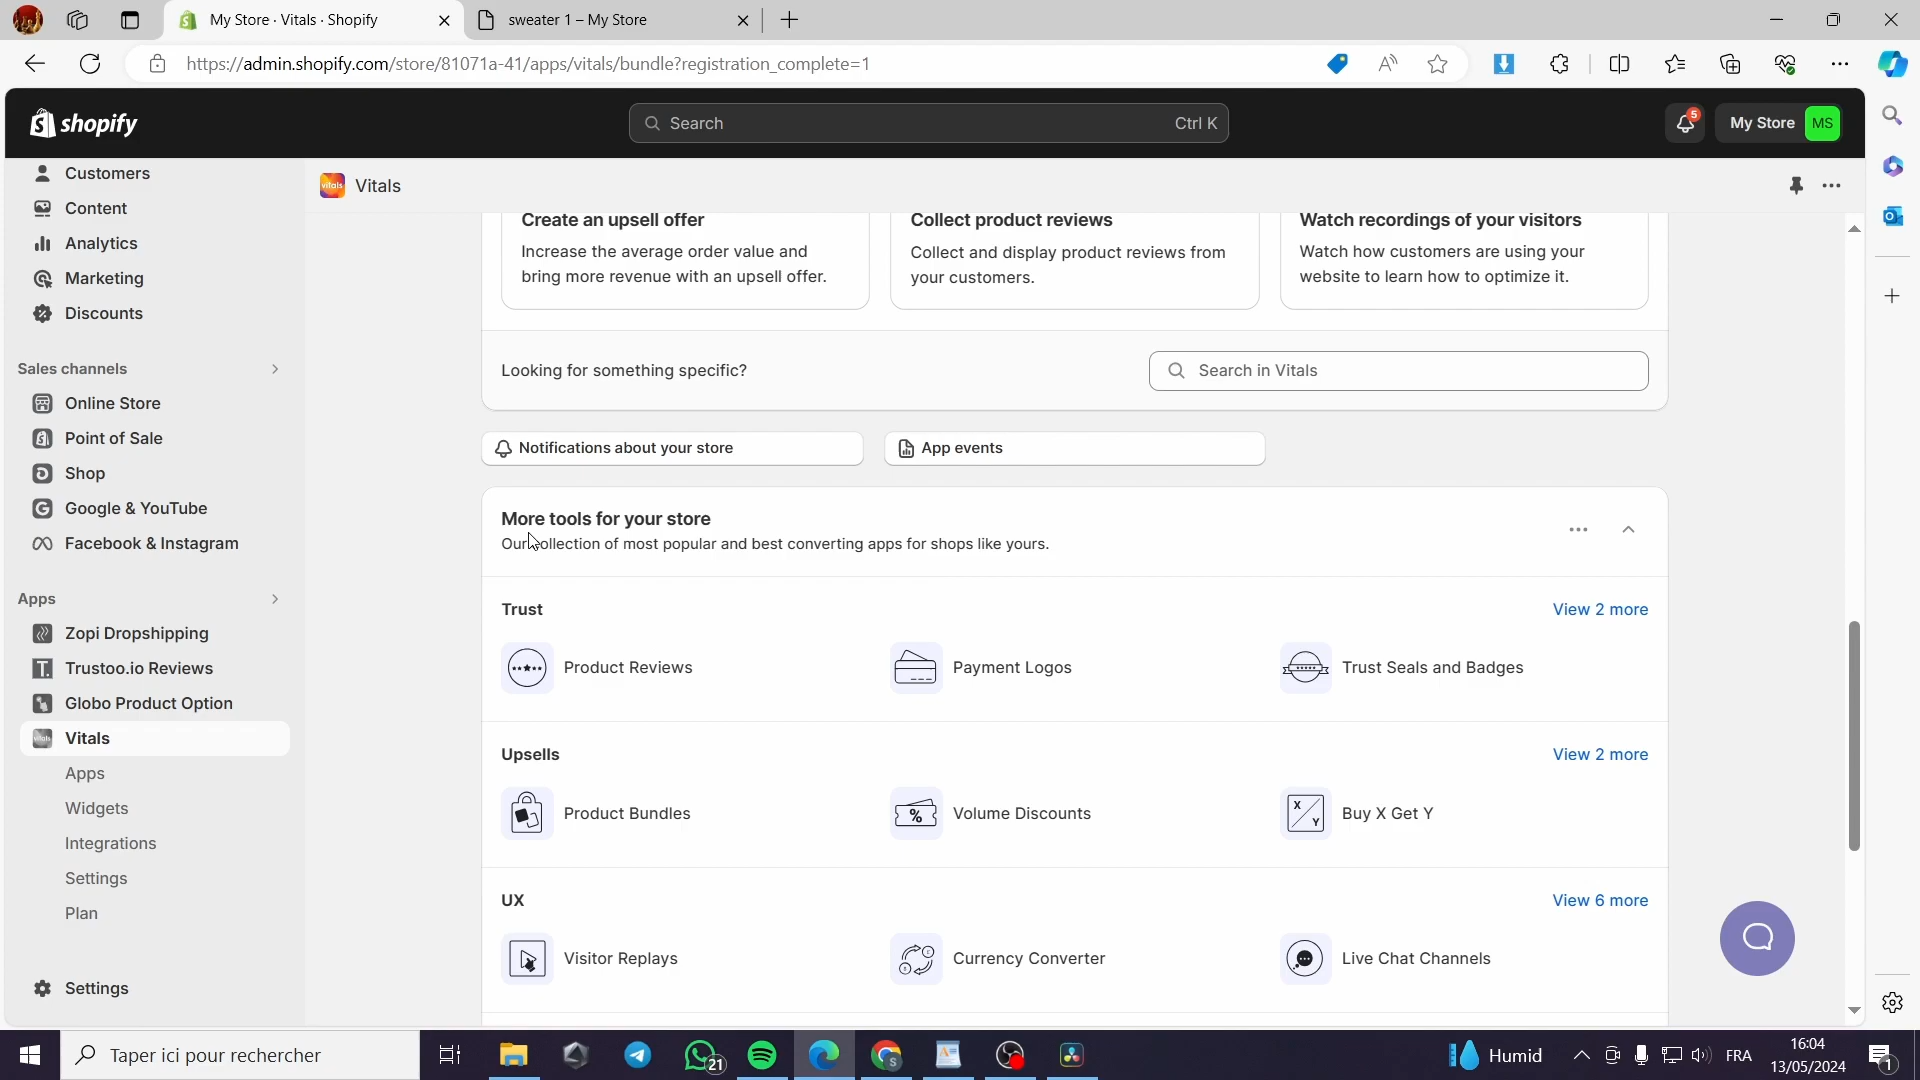 My Store · Vitals · Shopify
sweater 1 – My Store
https://admin.shopify.com/store/81071a-41/apps/vitals/bundle?registration_complete=1
shopify
Search
Ctrl K
5
My Store
MS
Customers
Content
Analytics
Marketing
Discounts
Sales channels
Online Store
Point of Sale
Shop
Google & YouTube
Facebook & Instagram
Apps
Zopi Dropshipping
Trustoo.io Reviews
Globo Product Option
Vitals
Apps
Widgets
Integrations
Settings
Plan
Settings
vitals
Vitals
Create an upsell offer
Increase the average order value and
bring more revenue with an upsell offer.
Collect product reviews
Collect and display product reviews from
your customers.
Watch recordings of your visitors
Watch how customers are using your
website to learn how to optimize it.
Looking for something specific?
Search in Vitals
Notifications about your store
App events
More tools for your store
Our collection of most popular and best converting apps for shops like yours.
Trust
View 2 more
Product Reviews
Payment Logos
Trust Seals and Badges
Upsells
View 2 more
Product Bundles
Volume Discounts
Buy X Get Y
UX
View 6 more
Visitor Replays
Currency Converter
Live Chat Channels
Taper ici pour rechercher
21
Humid
FRA
16:04
13/05/2024
1